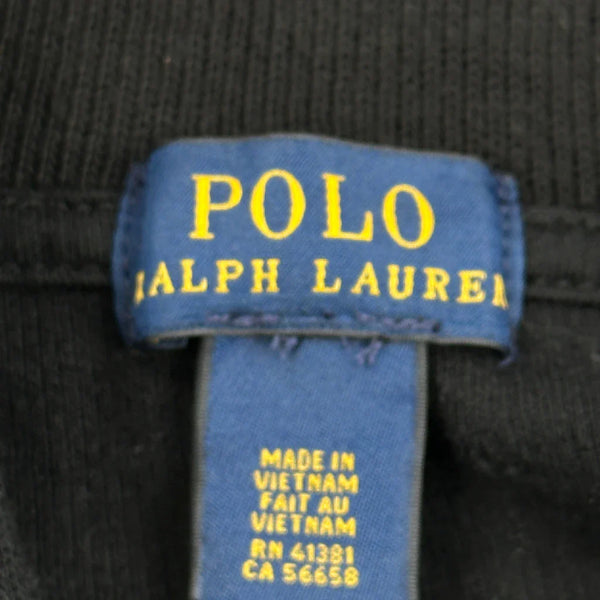 POLO
RALPH LAUREN
MADE IN
VIETNAM
FAIT AU
VIETNAM
RN 41381
CA 56658